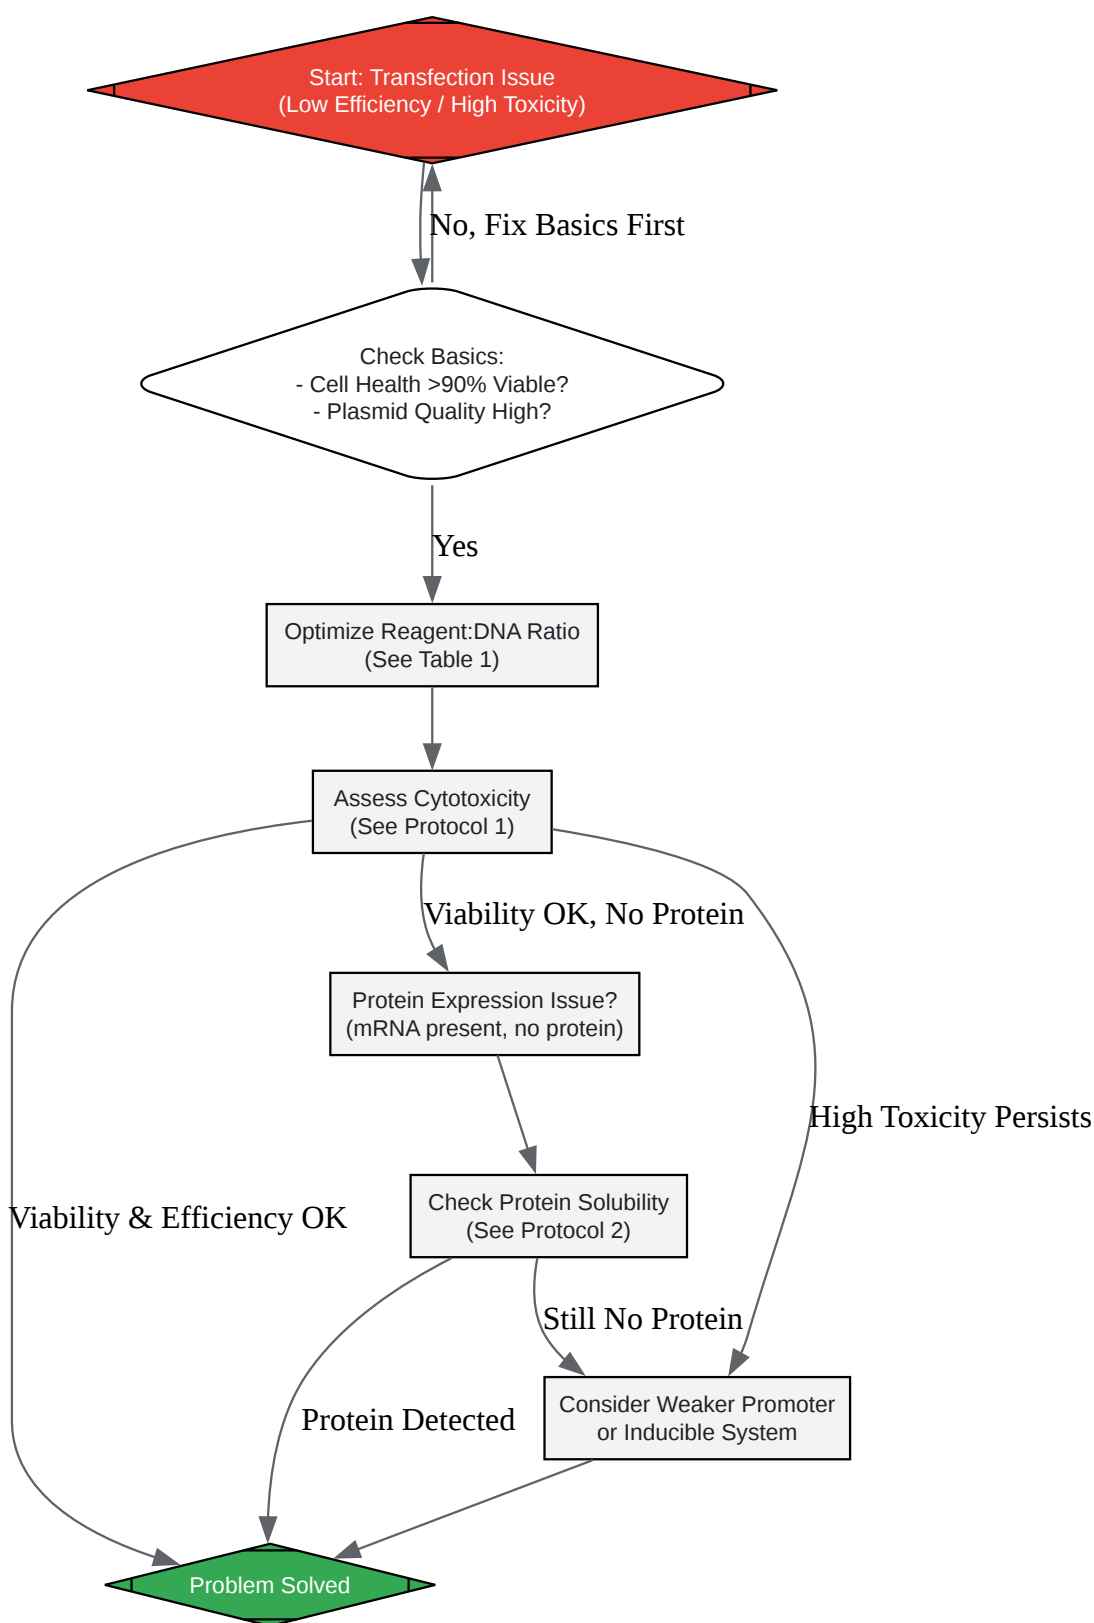 Start: Transfection Issue
(Low Efficiency / High Toxicity)
No, Fix Basics First
Check Basics:
- Cell Health >90% Viable?
- Plasmid Quality High?
Yes
Optimize Reagent:DNA Ratio
(See Table 1)
Assess Cytotoxicity
(See Protocol 1)
Viability OK, No Protein
Protein Expression Issue?
(mRNA present, no protein)
High Toxicity Persists
Check Protein Solubility
(See Protocol 2)
Viability & Efficiency OK
Still No Protein
Consider Weaker Promoter
or Inducible System
Protein Detected
Problem Solved